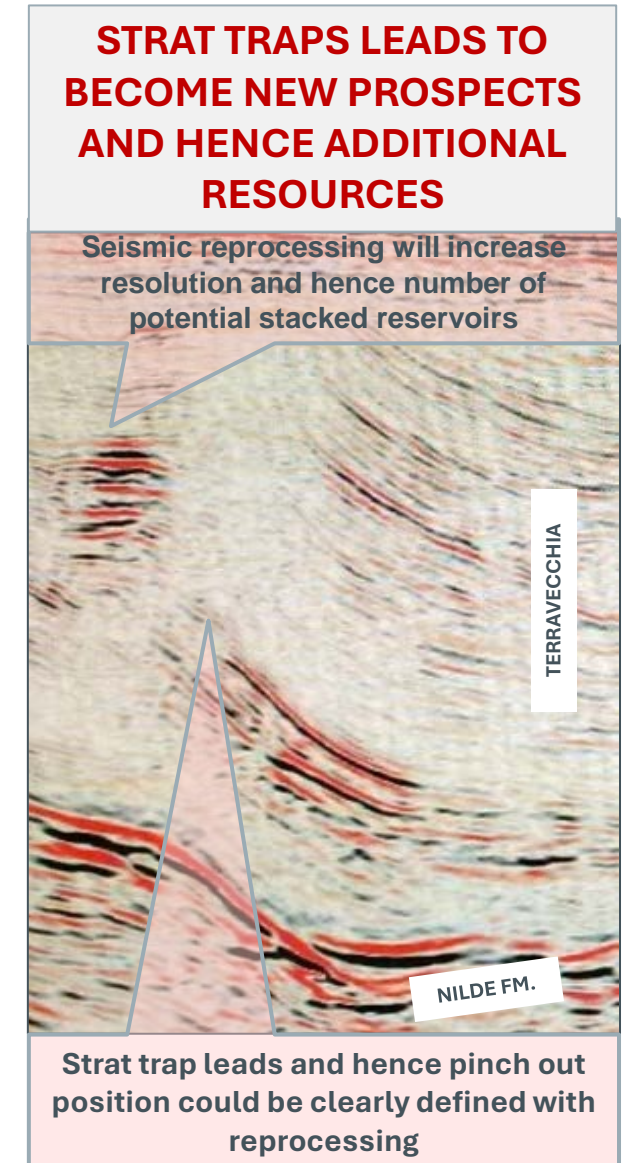 STRAT TRAPS LEADS TO
BECOME NEW PROSPECTS
AND HENCE ADDITIONAL
RESOURCES
Seismic reprocessing will increase
resolution and hence number of
potential stacked reservoirs
TERRAVECCHIA
NILDE FM.
Strat trap leads and hence pinch out
position could be clearly defined with
reprocessing